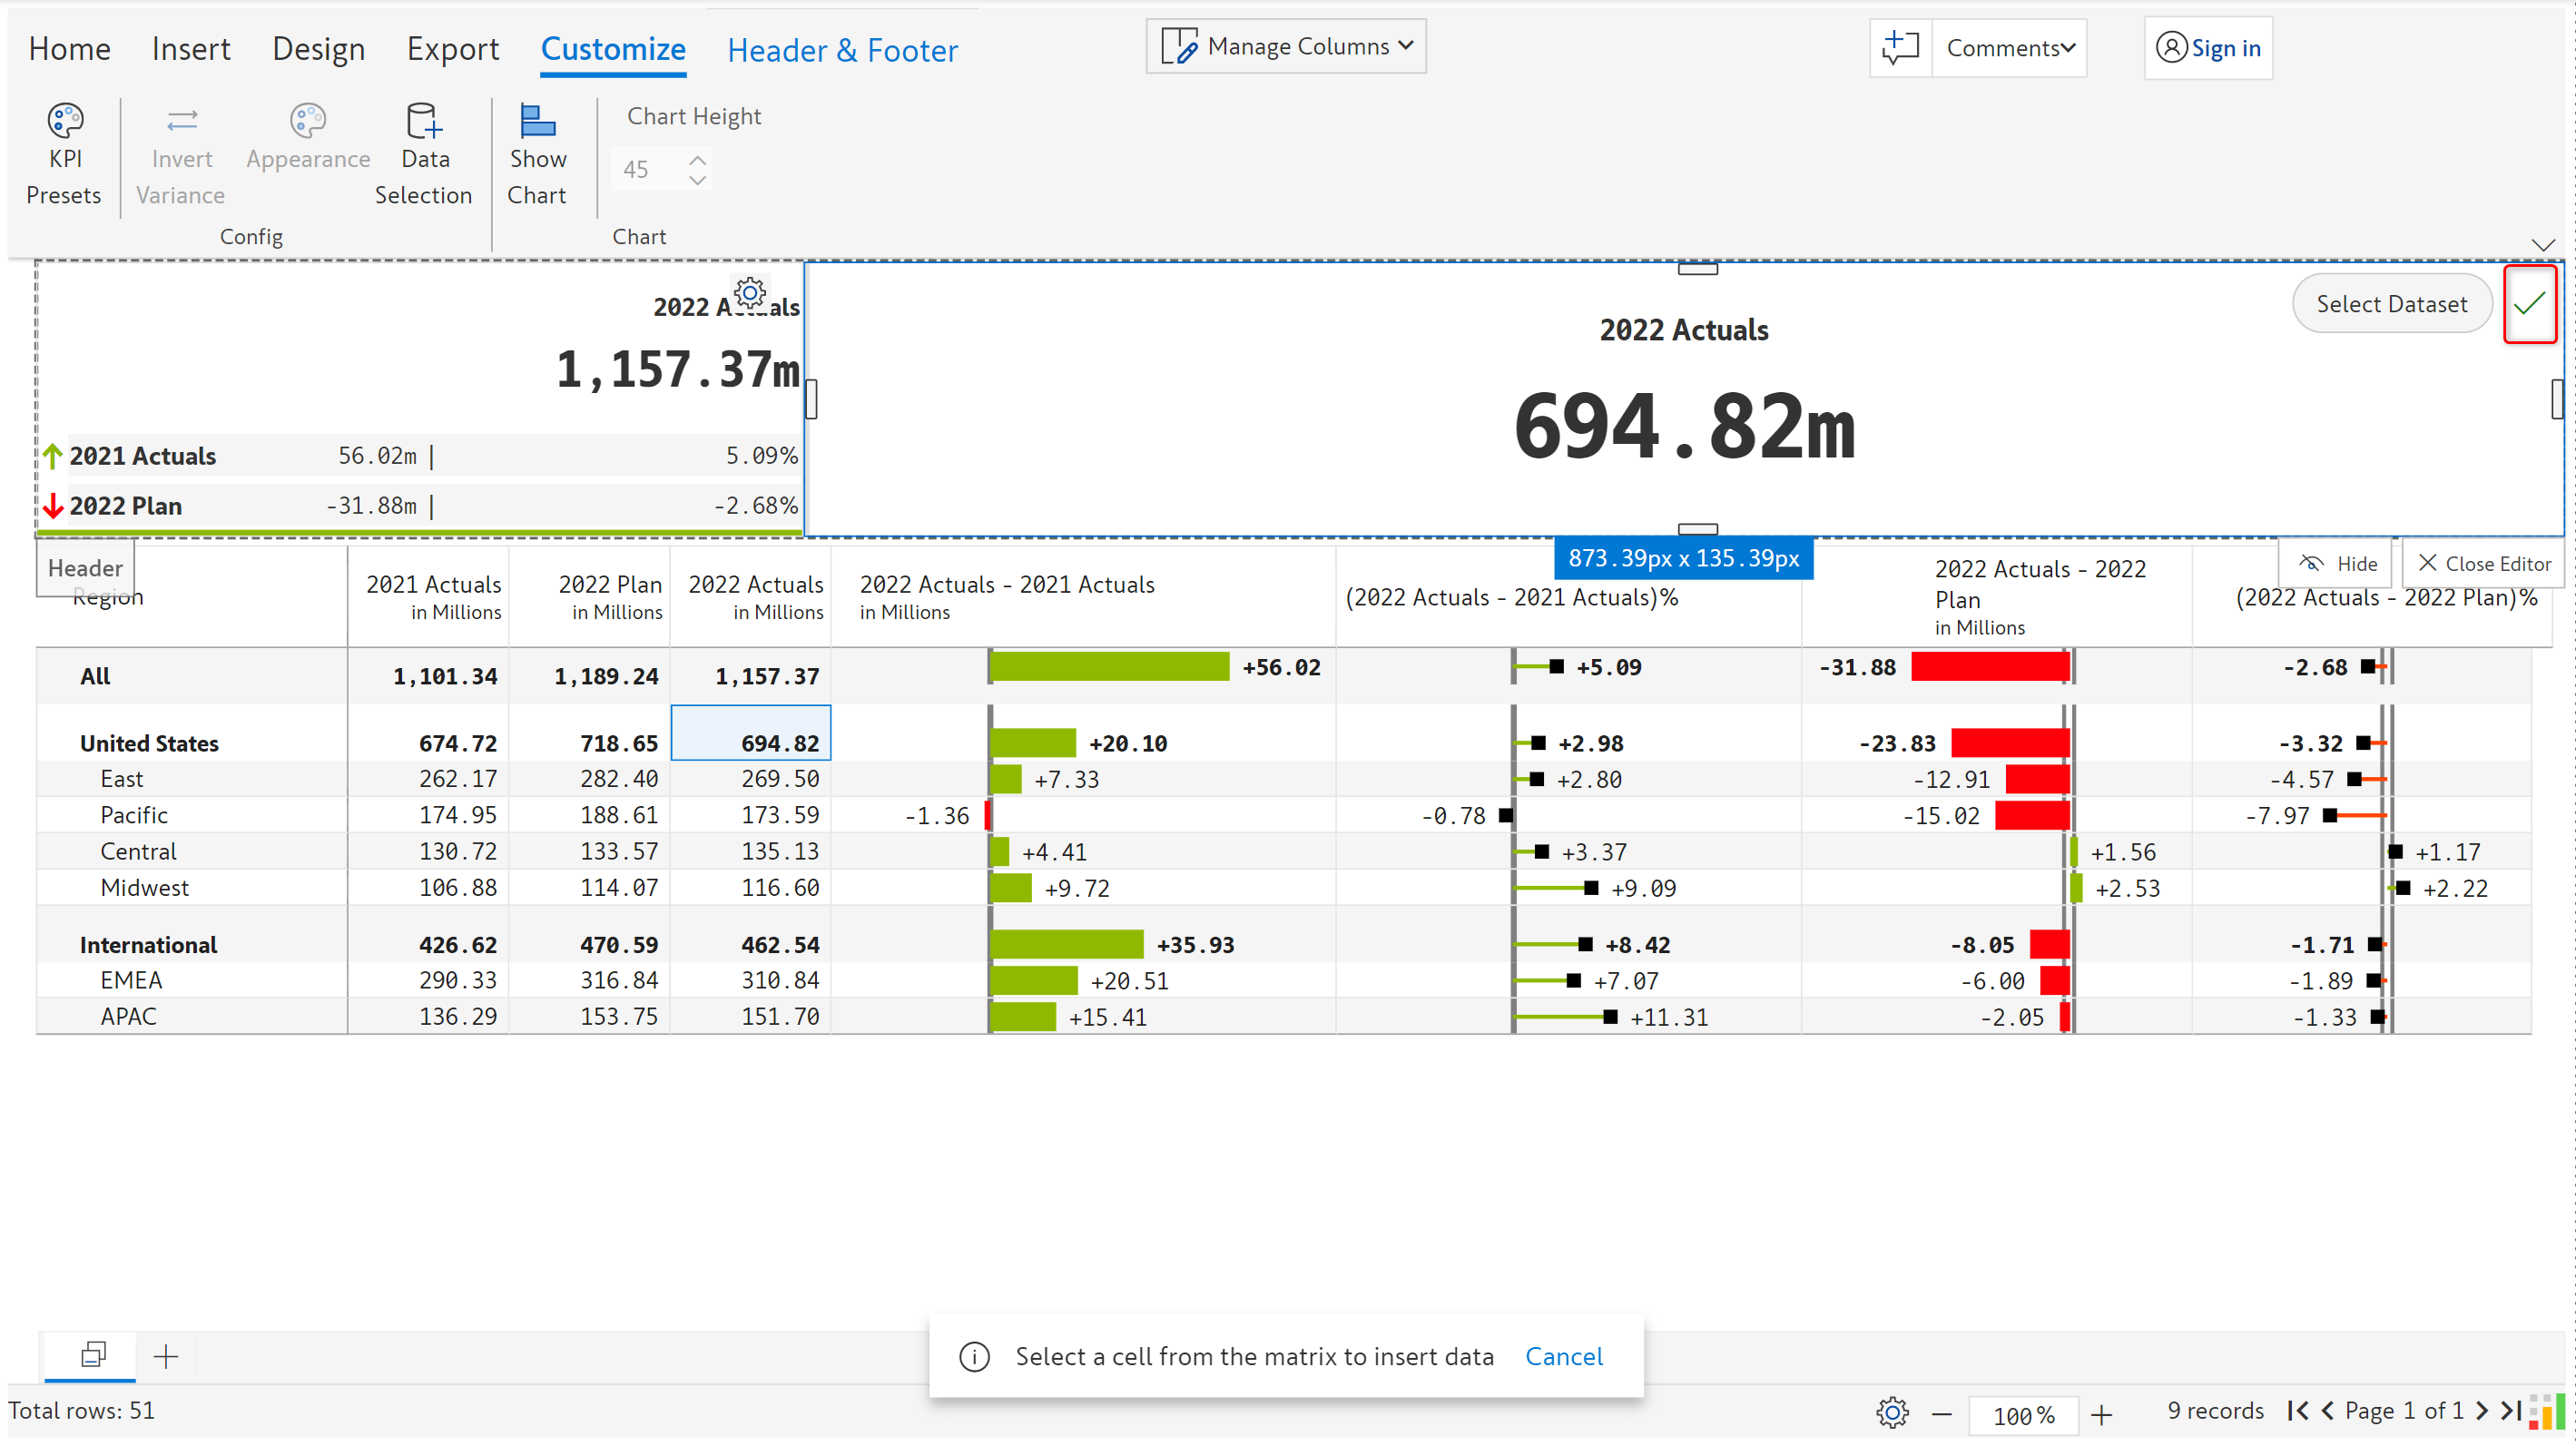 Home Insert Design Export Customize Header & Footer Manage Columns Comments Sign in
KPI Presets
Invert Variance
Appearance
Data Selection
Show Chart
Chart Height
45
Config Chart
2022 Actuals
1,157.37m
2021 Actuals 56.02m | 5.09%
2022 Plan -31.88m | -2.68%
2022 Actuals
694.82m
Select Dataset
873.39px x 135.39px
Header
Hide Close Editor
Region
2021 Actuals
in Millions
2022 Plan
in Millions
2022 Actuals
in Millions
2022 Actuals - 2021 Actuals
in Millions
(2022 Actuals - 2021 Actuals)%
2022 Actuals - 2022
Plan
in Millions
(2022 Actuals - 2022 Plan)%
All 1,101.34 1,189.24 1,157.37 +56.02 +5.09 -31.88 -2.68
United States 674.72 718.65 694.82 +20.10 +2.98 -23.83 -3.32
East 262.17 282.40 269.50 +7.33 +2.80 -12.91 -4.57
Pacific 174.95 188.61 173.59 -1.36 -0.78 -15.02 -7.97
Central 130.72 133.57 135.13 +4.41 +3.37 +1.56 +1.17
Midwest 106.88 114.07 116.60 +9.72 +9.09 +2.53 +2.22
International 426.62 470.59 462.54 +35.93 +8.42 -8.05 -1.71
EMEA 290.33 316.84 310.84 +20.51 +7.07 -6.00 -1.89
APAC 136.29 153.75 151.70 +15.41 +11.31 -2.05 -1.33
Select a cell from the matrix to insert data Cancel
Total rows: 51 100% 9 records Page 1 of 1